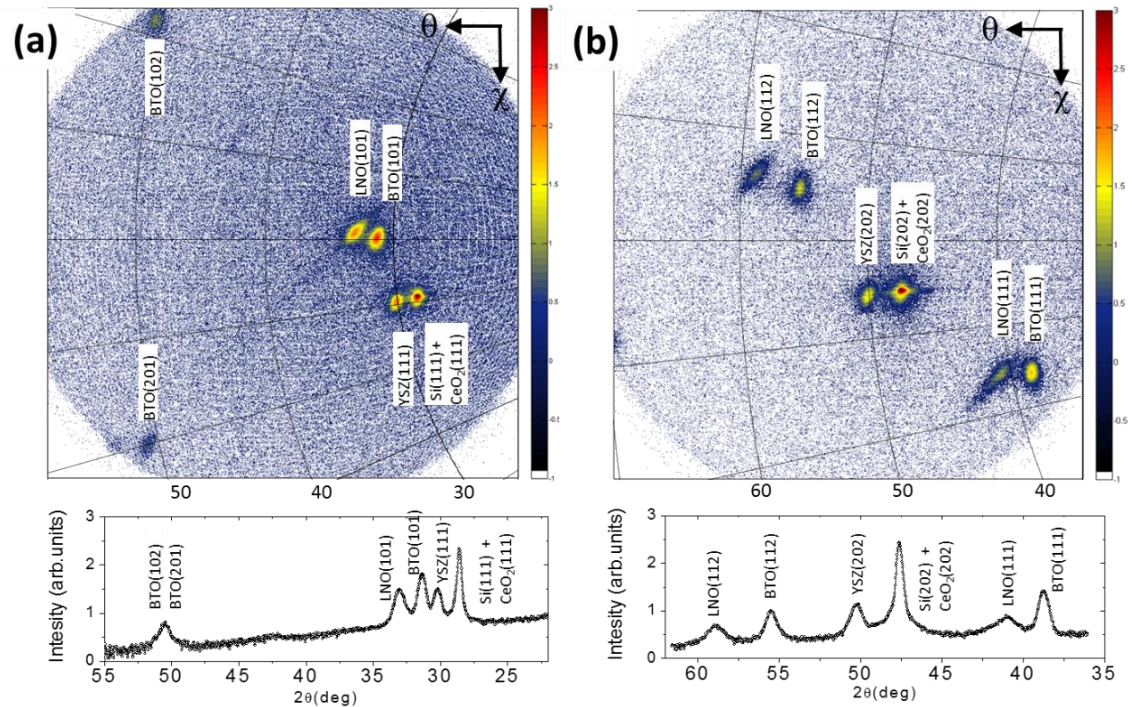 (a)
θ
χ
BTO(102)
LNO(101)
BTO(101)
BTO(201)
YSZ(111)
Si(111)+
CeO₂(111)
50 40 30
3
2.5
2
1.5
1
0.5
0
-0.5
-1
(b)
θ
χ
LNO(112)
BTO(112)
YSZ(202)
Si(202)+
CeO₂(202)
LNO(111)
BTO(111)
60 50 40
3
2.5
2
1.5
1
0.5
0
-0.5
-1
Intesity (arb.units)
3
2
1
0
BTO(102)
BTO(201)
LNO(101)
BTO(101)
YSZ(111)
Si(111) +
CeO₂(111)
55 50 45 40 35 30 25
2θ(deg)
Intesity (arb.units)
3
2
1
0
LNO(112)
BTO(112)
YSZ(202)
Si(202) +
CeO₂(202)
LNO(111)
BTO(111)
60 55 50 45 40 35
2θ(deg)